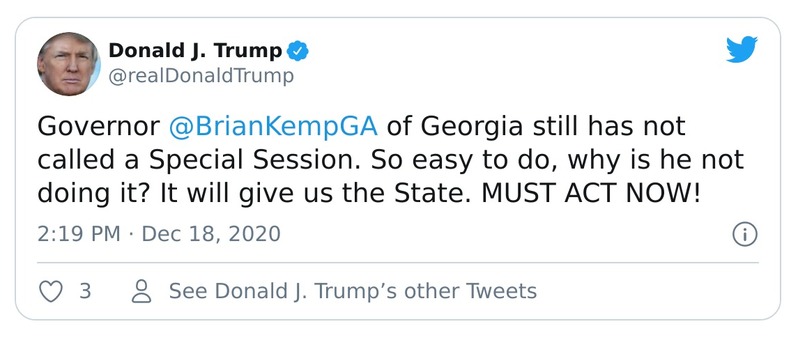 Donald J. Trump
@realDonaldTrump
Governor @BrianKempGA of Georgia still has not
called a Special Session. So easy to do, why is he not
doing it? It will give us the State. MUST ACT NOW!
2:19 PM · Dec 18, 2020
3 See Donald J. Trump’s other Tweets